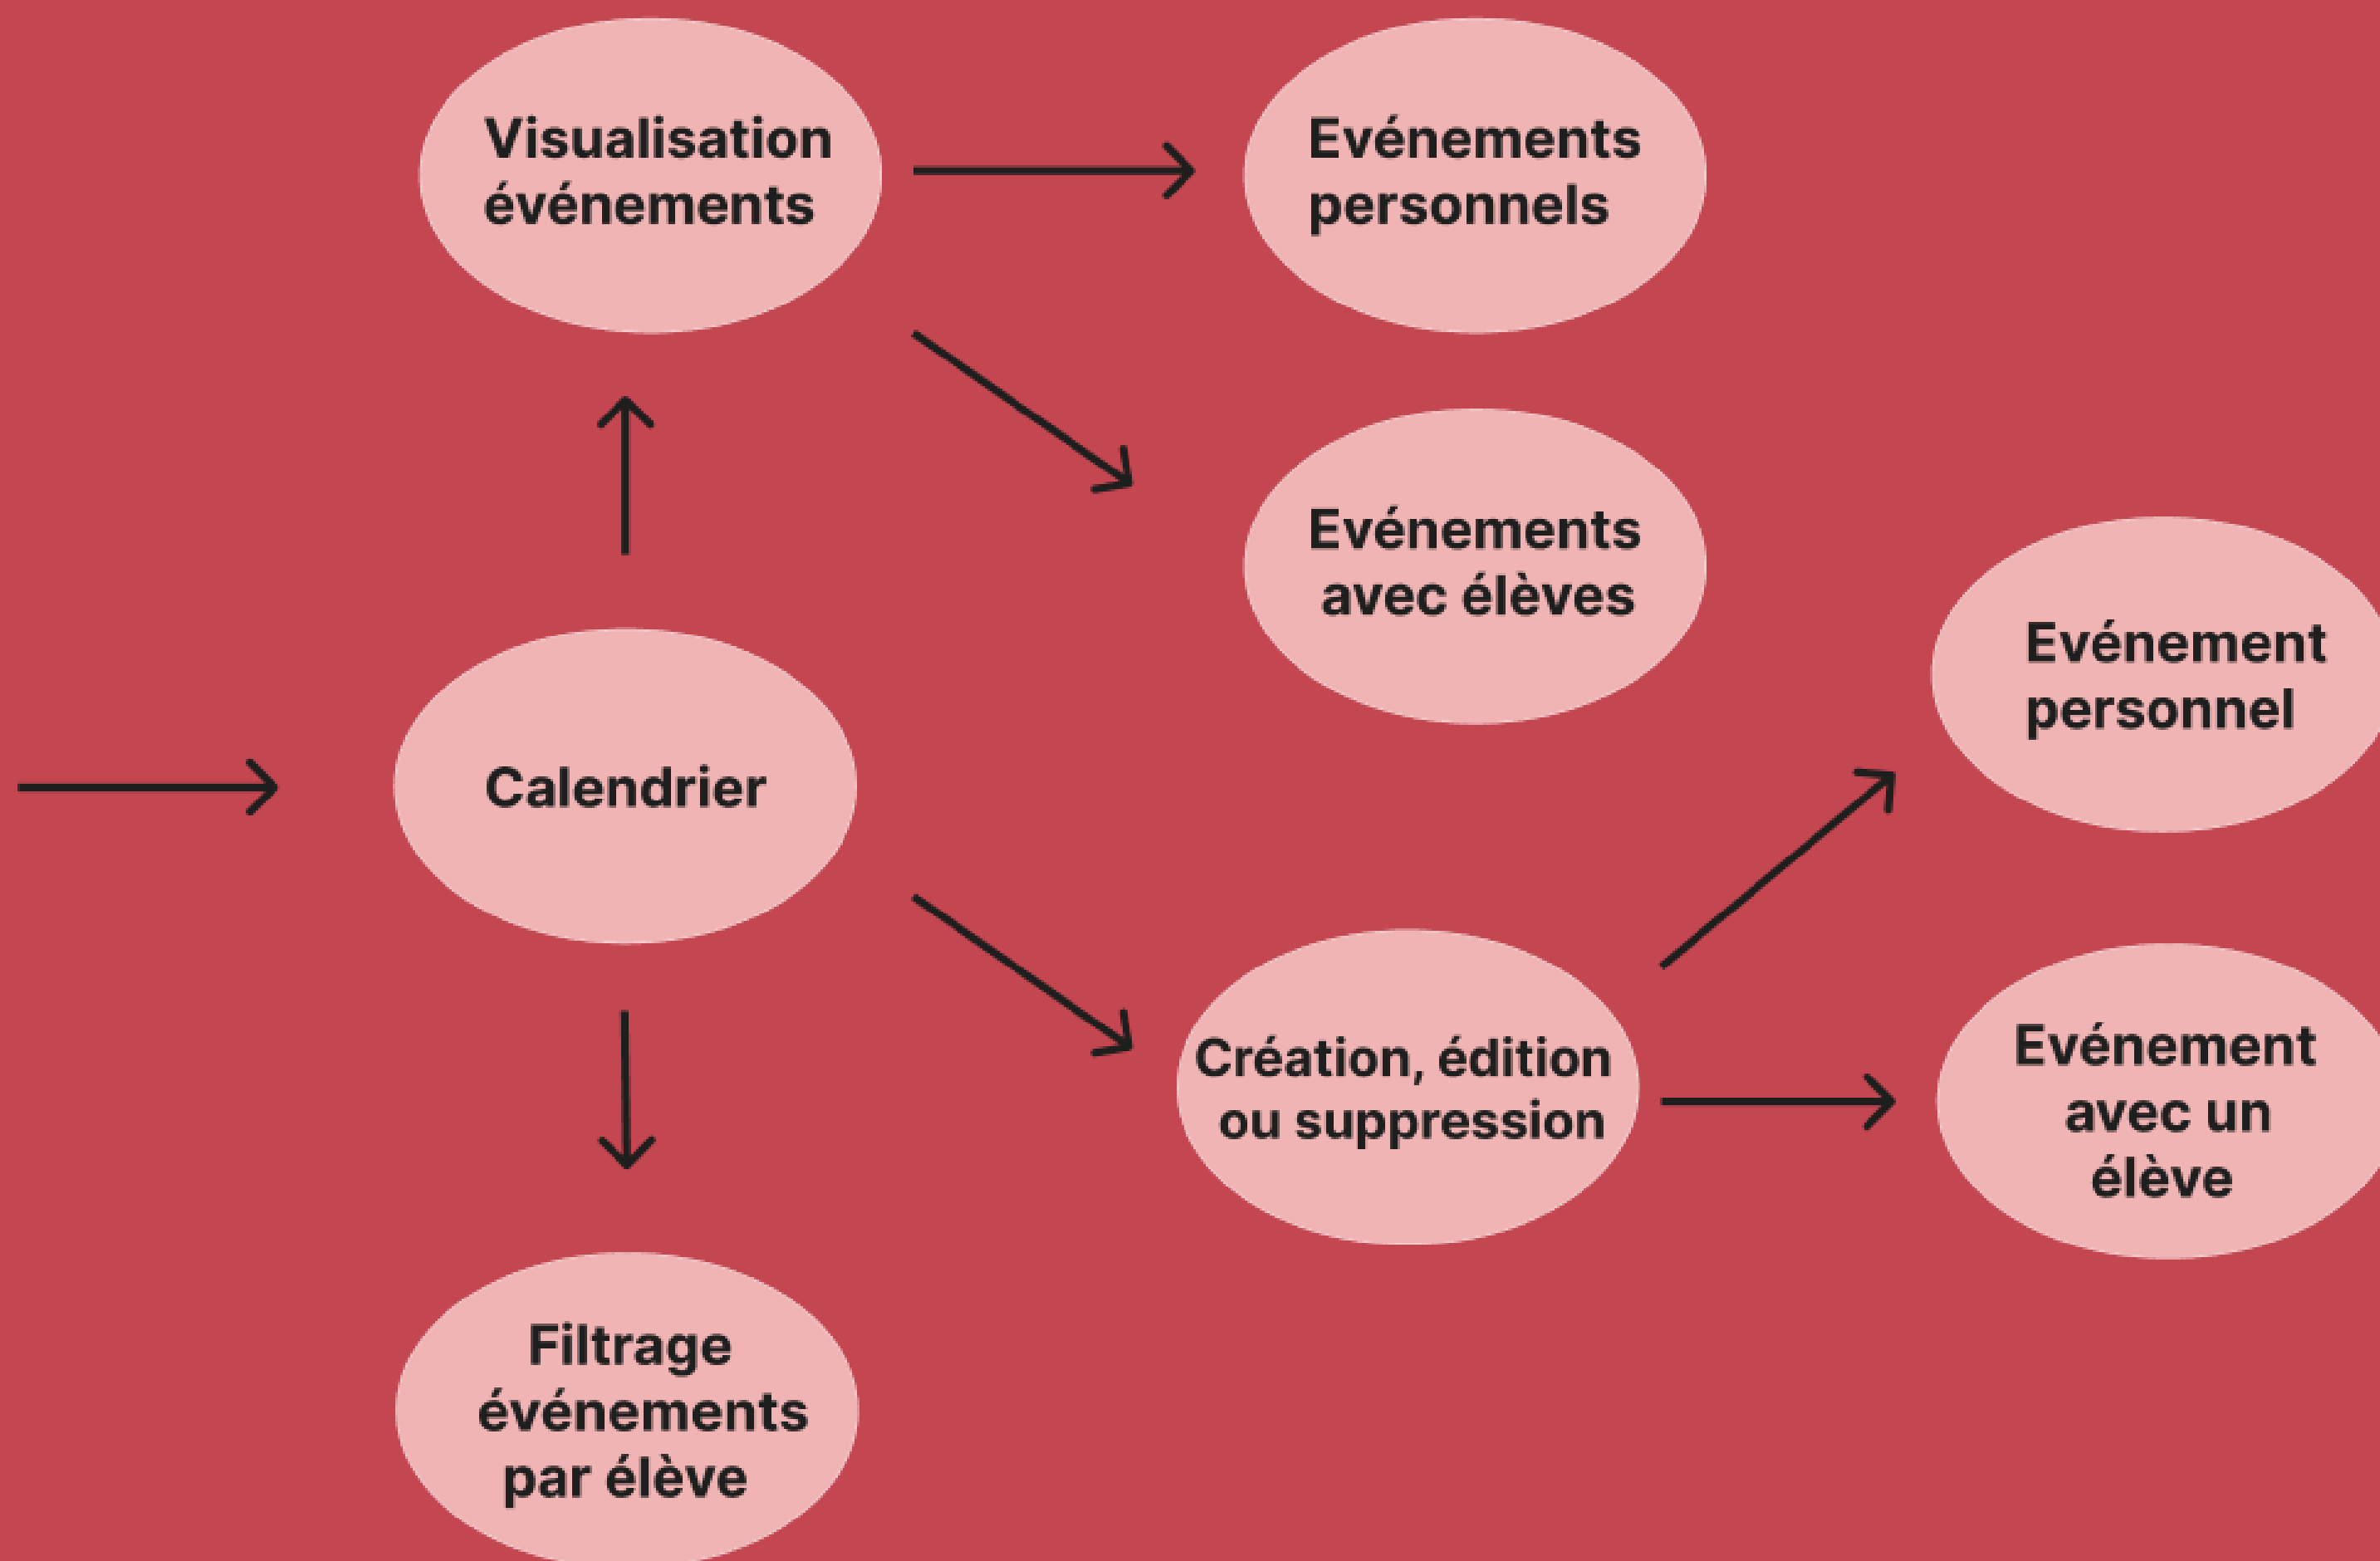 Visualisation
événements
Evénements
personnels
Evénements
avec élèves
Evénement
personnel
Calendrier
Création, édition
ou suppression
Evénement
avec un
élève
Filtrage
événements
par élève